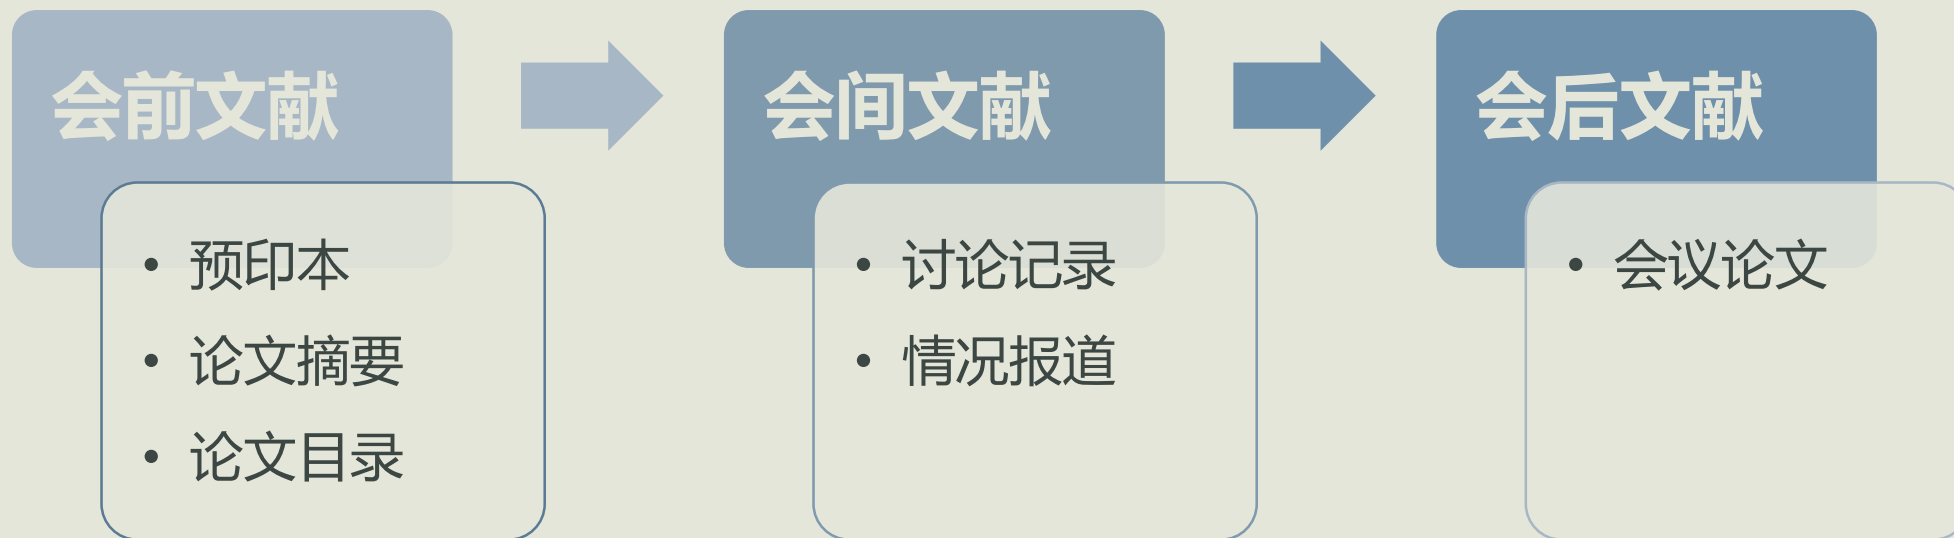 会前文献
• 预印本
• 论文摘要
• 论文目录
会间文献
• 讨论记录
• 情况报道
会后文献
• 会议论文